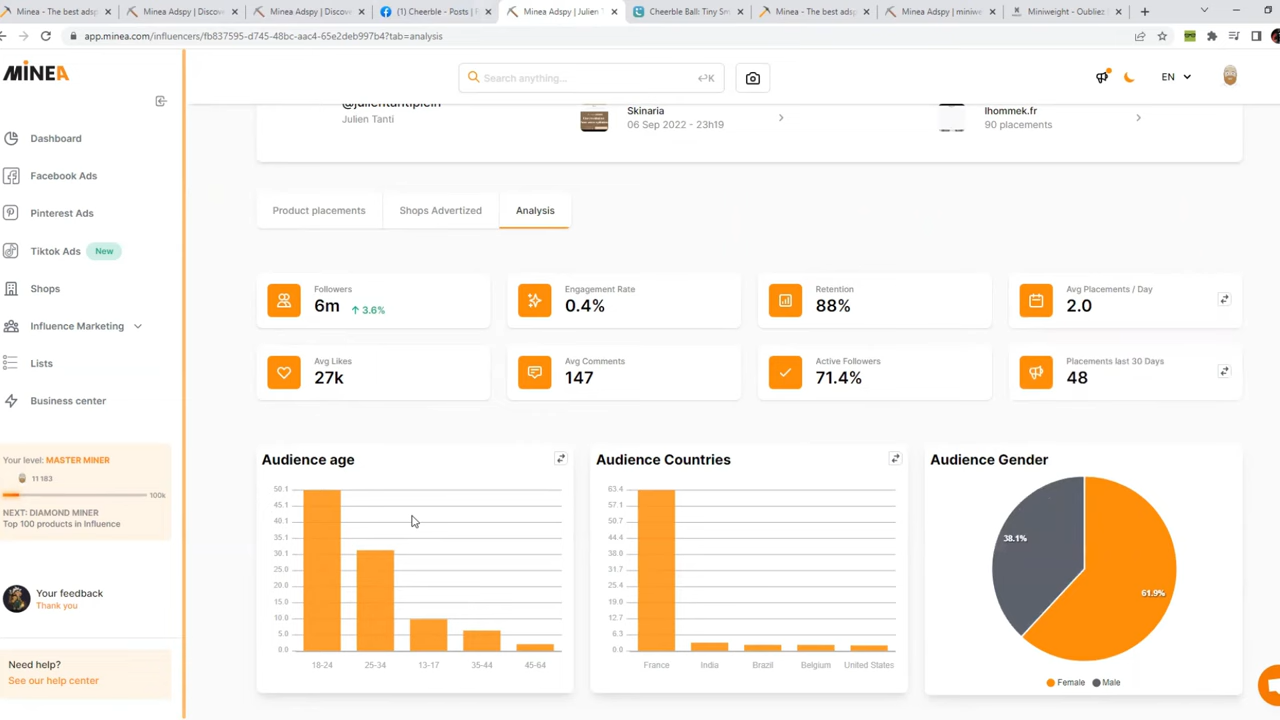 Minea - The best adsp
Minea Adspy | Discov
Minea Adspy | Discove
(1) Cheerble - Posts | F
Minea Adspy | Julien T
Cheerble Ball: Tiny Sm
Minea - The best adsp
Minea Adspy | miniwe
Miniweight - Oubliez
app.minea.com/influencers/fb837595-d745-48bc-aac4-65e2deb997b4?tab=analysis
MINEA
Search anything...
K
EN
Julien Tanti
Skinaria
06 Sep 2022 - 23h19
lhommek.fr
90 placements
Dashboard
Facebook Ads
Pinterest Ads
Tiktok Ads New
Shops
Influence Marketing
Lists
Business center
Your level: MASTER MINER
11 183
100k
NEXT: DIAMOND MINER
Top 100 products in Influence
Your feedback
Thank you
Need help?
See our help center
Product placements
Shops Advertized
Analysis
Followers
6m ↑ 3.6%
Engagement Rate
0.4%
Retention
88%
Avg Placements / Day
2.0
Avg Likes
27k
Avg Comments
147
Active Followers
71.4%
Placements last 30 Days
48
Audience age
50.1
45.1
40.1
35.1
30.1
25.0
20.0
15.0
10.0
5.0
0.0
18-24 25-34 13-17 35-44 45-64
Audience Countries
63.4
57.1
50.7
44.4
38.0
31.7
25.4
19.0
12.7
6.3
0.0
France India Brazil Belgium United States
Audience Gender
38.1%
61.9%
Female Male